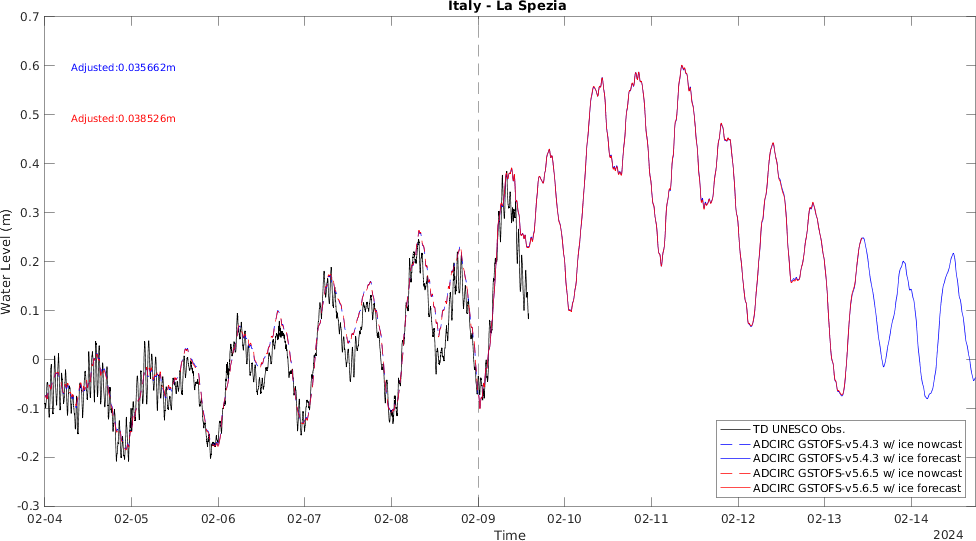 Italy - La Spezia
0.7
0.6
0.5
0.4
0.3
0.2
0.1
0
-0.1
-0.2
-0.3
Water Level (m)
Adjusted:0.035662m
Adjusted:0.038526m
TD UNESCO Obs.
ADCIRC GSTOFS-v5.4.3 w/ ice nowcast
ADCIRC GSTOFS-v5.4.3 w/ ice forecast
ADCIRC GSTOFS-v5.6.5 w/ ice nowcast
ADCIRC GSTOFS-v5.6.5 w/ ice forecast
02-04 02-05 02-06 02-07 02-08 02-09 02-10 02-11 02-12 02-13 02-14
Time
2024